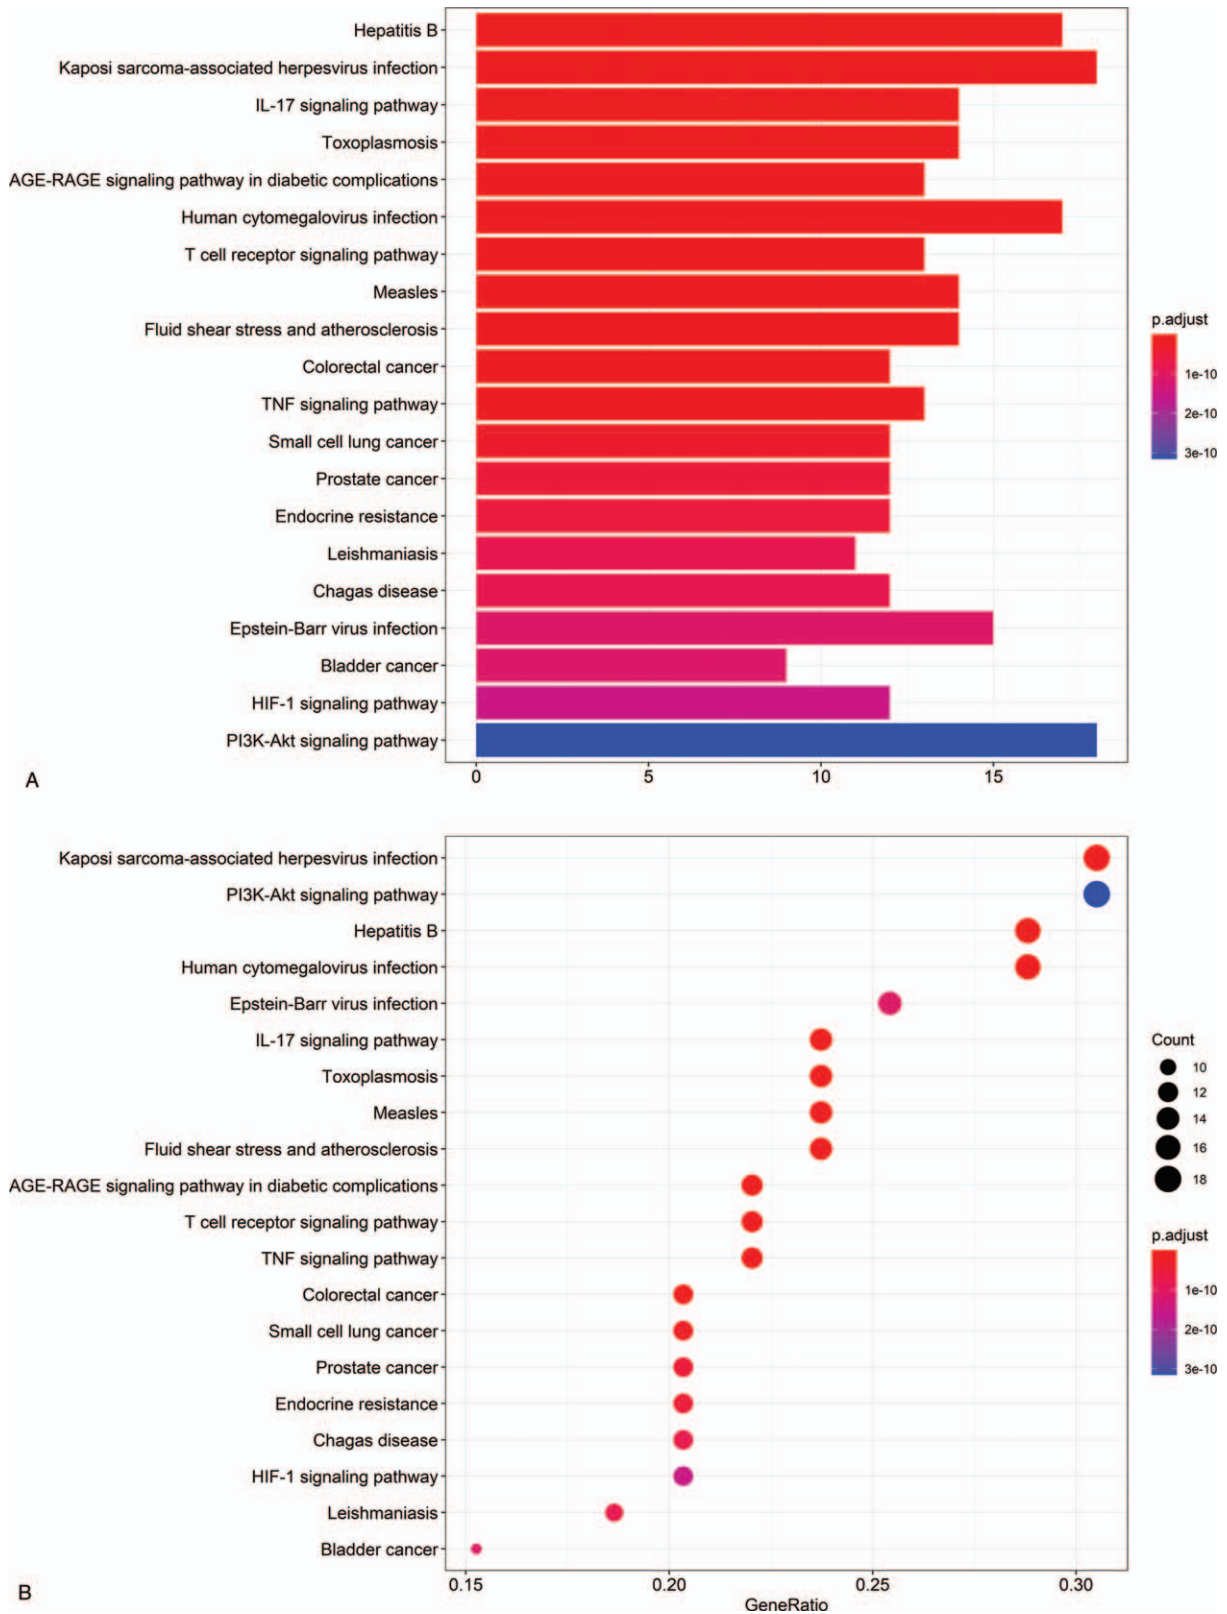 Hepatitis B
Kaposi sarcoma-associated herpesvirus infection
IL-17 signaling pathway
Toxoplasmosis
AGE-RAGE signaling pathway in diabetic complications
Human cytomegalovirus infection
T cell receptor signaling pathway
Measles
Fluid shear stress and atherosclerosis
Colorectal cancer
TNF signaling pathway
Small cell lung cancer
Prostate cancer
Endocrine resistance
Leishmaniasis
Chagas disease
Epstein-Barr virus infection
Bladder cancer
HIF-1 signaling pathway
PI3K-Akt signaling pathway
0 5 10 15
p.adjust
1e-10
2e-10
3e-10
A
Kaposi sarcoma-associated herpesvirus infection
PI3K-Akt signaling pathway
Hepatitis B
Human cytomegalovirus infection
Epstein-Barr virus infection
IL-17 signaling pathway
Toxoplasmosis
Measles
Fluid shear stress and atherosclerosis
AGE-RAGE signaling pathway in diabetic complications
T cell receptor signaling pathway
TNF signaling pathway
Colorectal cancer
Small cell lung cancer
Prostate cancer
Endocrine resistance
Chagas disease
HIF-1 signaling pathway
Leishmaniasis
Bladder cancer
0.15 0.20 0.25 0.30
GeneRatio
Count
10
12
14
16
18
p.adjust
1e-10
2e-10
3e-10
B